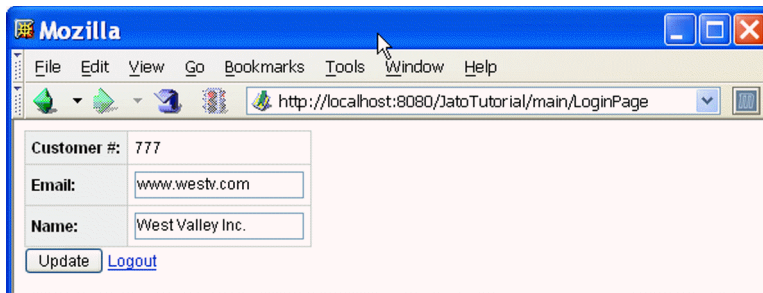 Mozilla
File Edit View Go Bookmarks Tools Window Help
http://localhost:8080/JatoTutorial/main/LoginPage
Customer #: 777
Email: www.westv.com
Name: West Valley Inc.
Update Logout